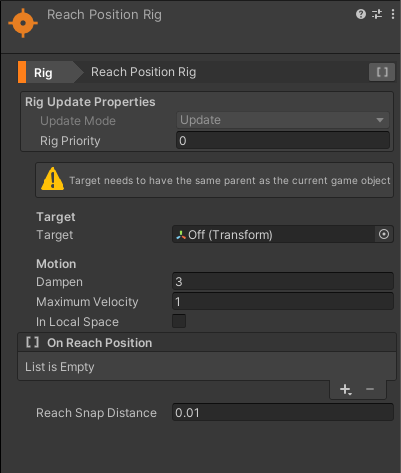 Reach Position Rig
Rig Reach Position Rig
Rig Update Properties
Update Mode Update
Rig Priority 0
Target needs to have the same parent as the current game object
Target
Target Off (Transform)
Motion
Dampen 3
Maximum Velocity 1
In Local Space
On Reach Position
List is Empty
Reach Snap Distance 0.01